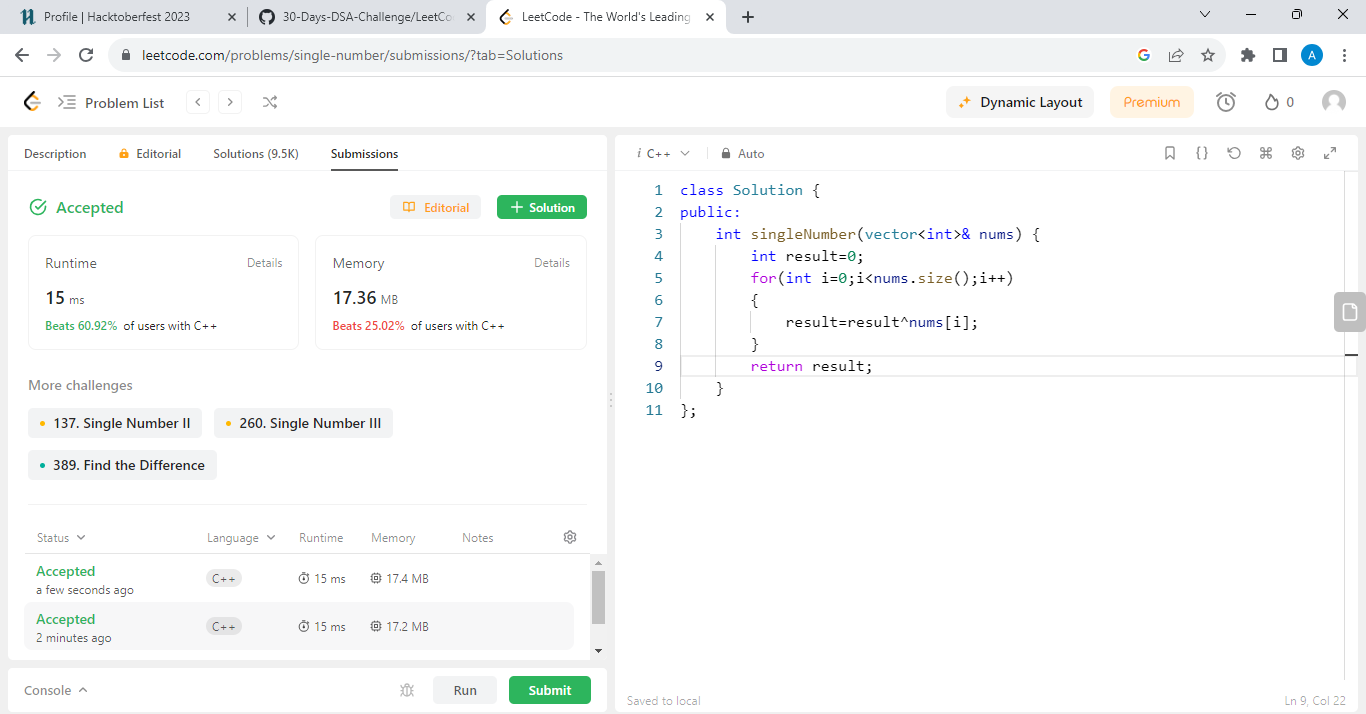 Profile | Hacktoberfest 2023
30-Days-DSA-Challenge/LeetCo
LeetCode - The World's Leading
leetcode.com/problems/single-number/submissions/?tab=Solutions
A
Problem List
Dynamic Layout
Premium
0
Description
Editorial
Solutions (9.5K)
Submissions
Accepted
Editorial
+ Solution
Runtime
Details
15 ms
Beats 60.92% of users with C++
Memory
Details
17.36 MB
Beats 25.02% of users with C++
More challenges
137. Single Number II
260. Single Number III
389. Find the Difference
Status
Language
Runtime
Memory
Notes
Accepted
a few seconds ago
C++
15 ms
17.4 MB
Accepted
2 minutes ago
C++
15 ms
17.2 MB
Console
Run
Submit
i C++
Auto
{}
1 class Solution {
2 public:
3     int singleNumber(vector<int>& nums) {
4         int result=0;
5         for(int i=0;i<nums.size();i++)
6         {
7             result=result^nums[i];
8         }
9         return result;
10     }
11 };
Saved to local
Ln 9, Col 22